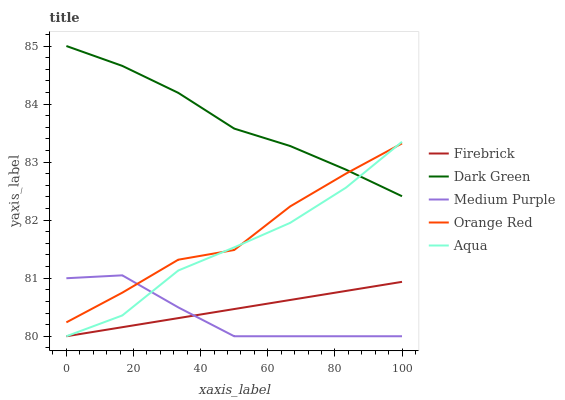 title
85
84
83
82
81
80
yaxis_label
0 20 40 60 80 100
xaxis_label
Firebrick
Dark Green
Medium Purple
Orange Red
Aqua